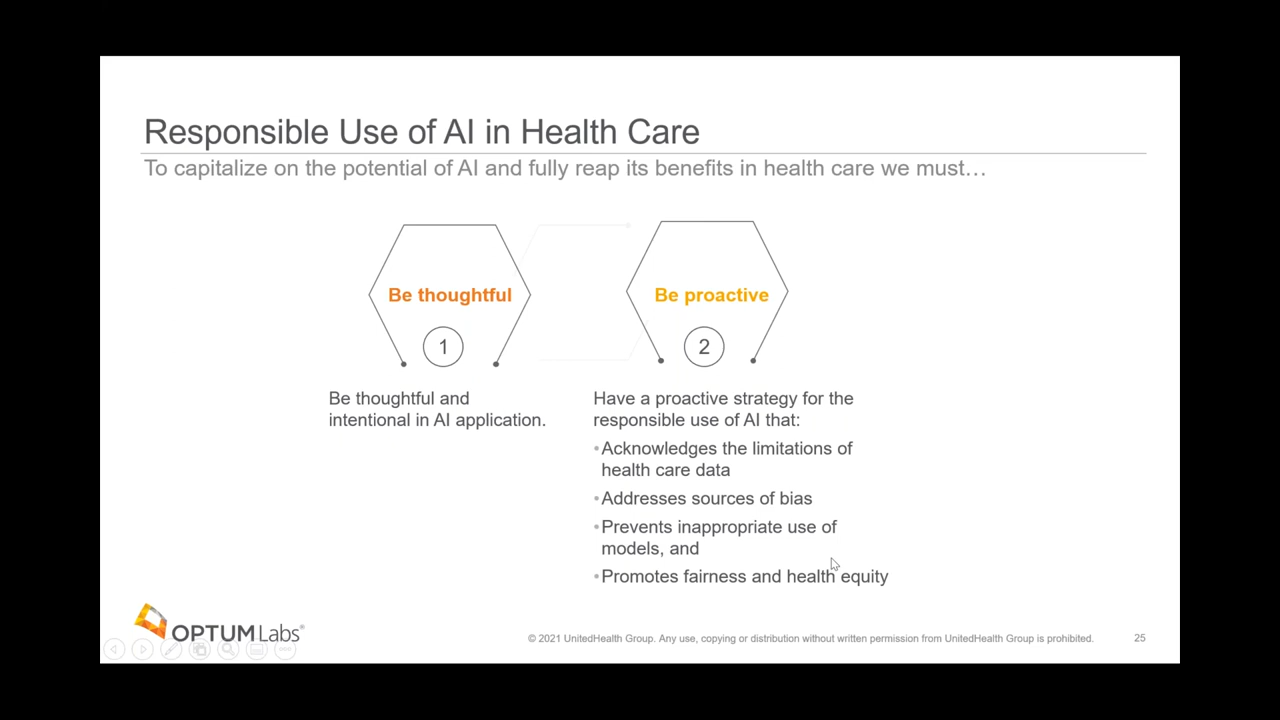 Responsible Use of AI in Health Care
To capitalize on the potential of AI and fully reap its benefits in health care we must…
Be thoughtful
1
Be thoughtful and
intentional in AI application.
Be proactive
2
Have a proactive strategy for the
responsible use of AI that:
•Acknowledges the limitations of
health care data
•Addresses sources of bias
•Prevents inappropriate use of
models, and
•Promotes fairness and health equity
OPTUMLabs®
© 2021 UnitedHealth Group. Any use, copying or distribution without written permission from UnitedHealth Group is prohibited.
25